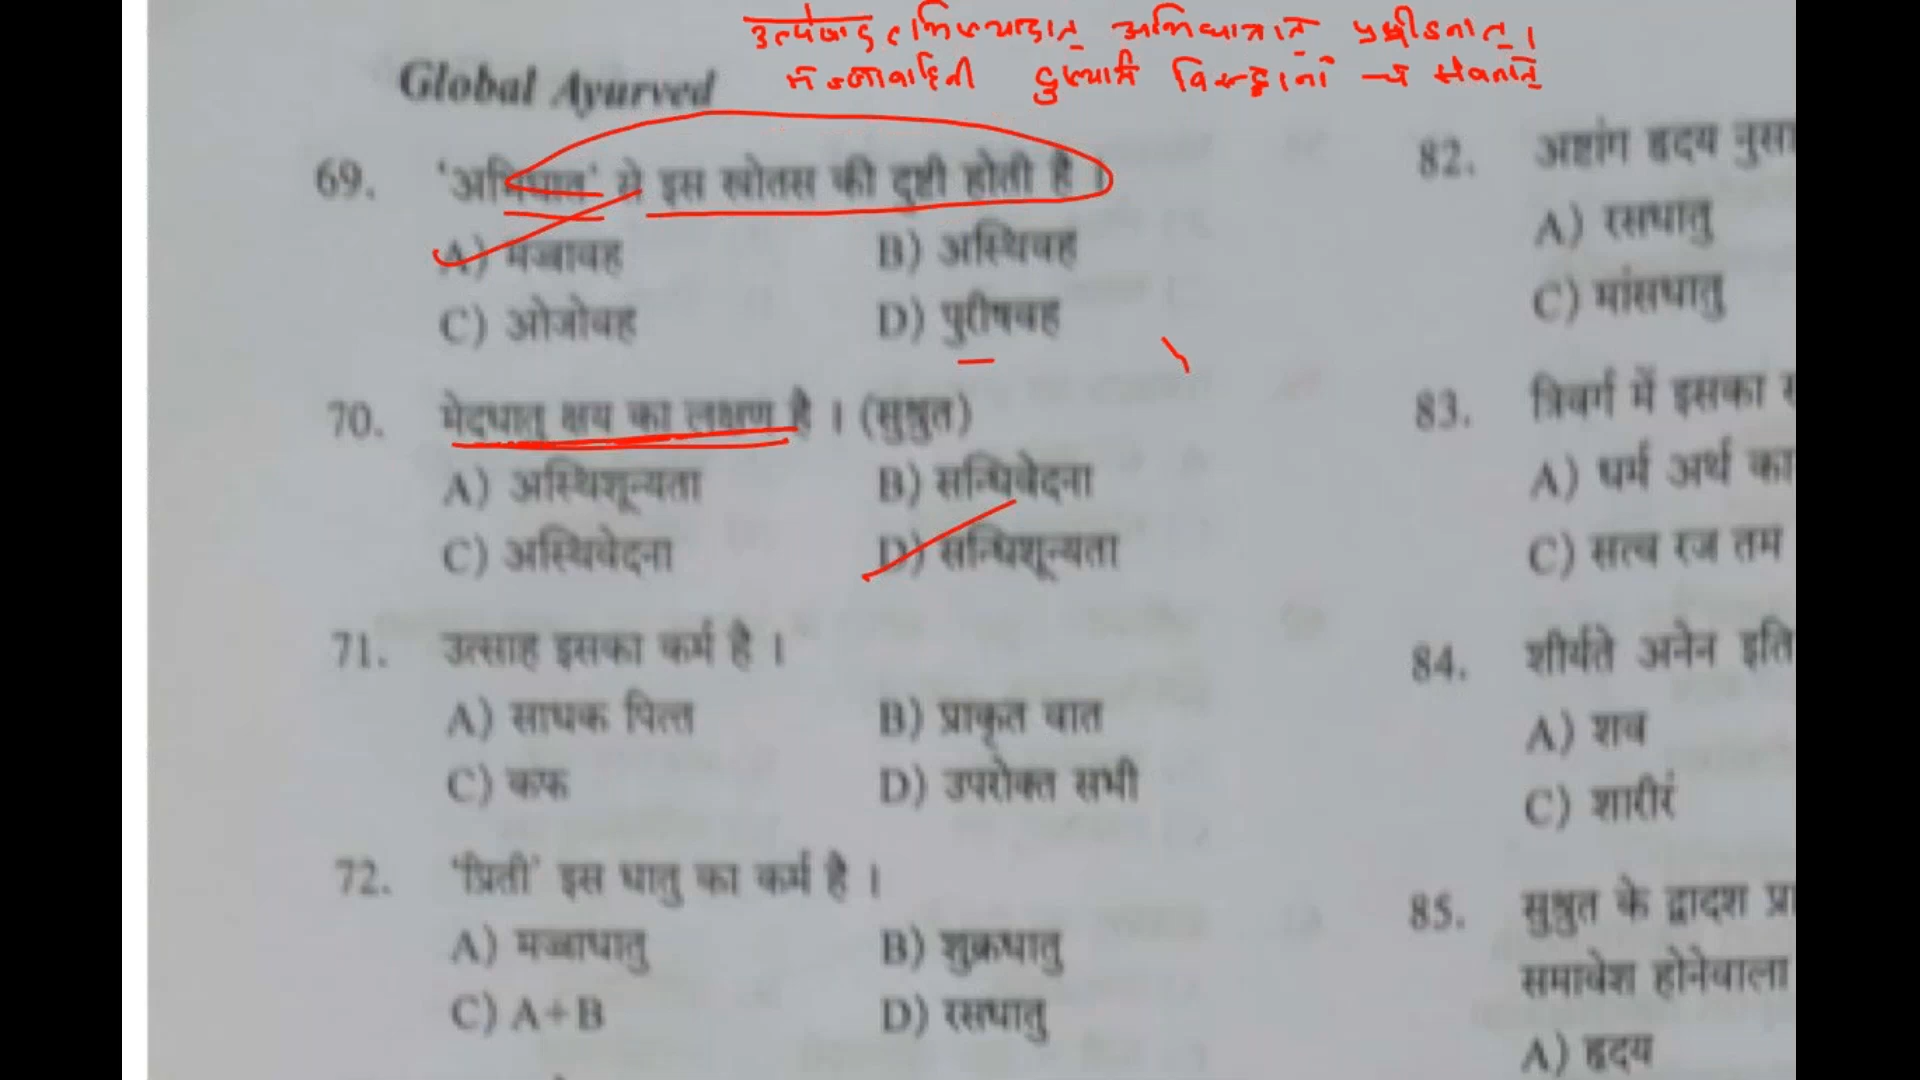 उत्पेषाद् त्यभिष्यन्दात् अभिघातात् प्रपीडनात् ।
मज्जावाहिनी दुष्यन्ति विरुद्धानां च सेवनात्
Global Ayurved
69. 'अभिघात' से इस स्रोतस की दुष्टी होती है ।
A) मज्जावह
B) अस्थिवह
C) ओजोवह
D) पुरीषवह
70. मेदधातु क्षय का लक्षण है । (सुश्रुत)
A) अस्थिशून्यता
B) सन्धिवेदना
C) अस्थिवेदना
D) सन्धिशून्यता
71. उत्साह इसका कर्म है ।
A) साधक पित्त
B) प्राकृत वात
C) कफ
D) उपरोक्त सभी
72. 'प्रिती' इस धातु का कर्म है ।
A) मज्जाधातु
B) शुक्रधातु
C) A+B
D) रसधातु
82. अष्टांग हृदय नुसा
A) रसधातु
C) मांसधातु
83. त्रिवर्ग में इसका
A) धर्म अर्थ का
C) सत्व रज तम
84. शीर्यते अनेन इति
A) शव
C) शारीरं
85. सुश्रुत के द्वादश प्रा
समावेश होनेवाला
A) हृदय